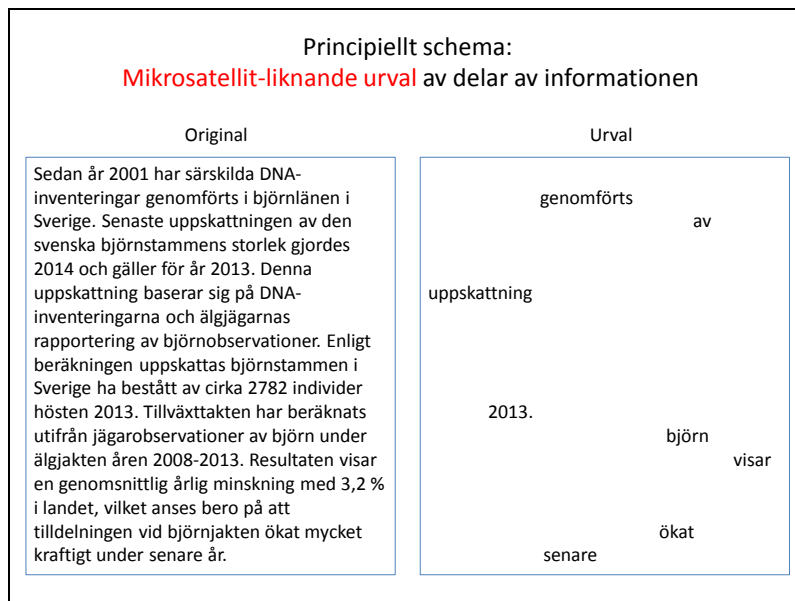 Principiellt schema:
Mikrosatellit-liknande urval av delar av informationen
Original
Sedan år 2001 har särskilda DNA-
inventeringar genomförts i björnlänen i
Sverige. Senaste uppskattningen av den
svenska björnstammens storlek gjordes
2014 och gäller för år 2013. Denna
uppskattning baserar sig på DNA-
inventeringarna och älgjägarnas
rapportering av björnobservationer. Enligt
beräkningen uppskattas björnstammen i
Sverige ha bestått av cirka 2782 individer
hösten 2013. Tillväxttakten har beräknats
utifrån jägarobservationer av björn under
älgjakten åren 2008-2013. Resultaten visar
en genomsnittlig årlig minskning med 3,2 %
i landet, vilket anses bero på att
tilldelningen vid björnjakten ökat mycket
kraftigt under senare år.
Urval
genomförts
av
uppskattning
2013.
björn
visar
ökat
senare